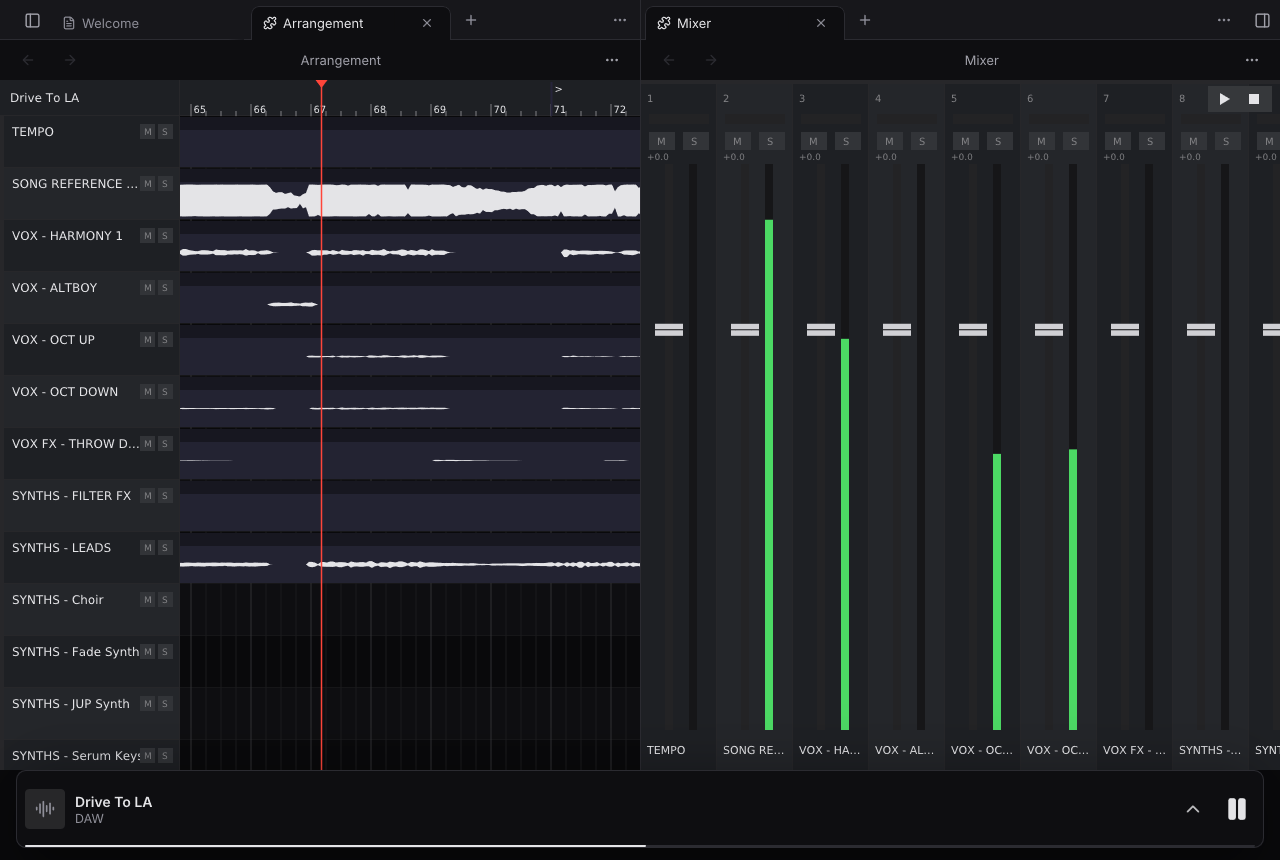 Welcome
Arrangement
Mixer
Arrangement
Mixer
Drive To LA
>
65 66 67 68 69 70 71 72
TEMPO M S
SONG REFERENCE ... M S
VOX - HARMONY 1 M S
VOX - ALTBOY M S
VOX - OCT UP M S
VOX - OCT DOWN M S
VOX FX - THROW D... M S
SYNTHS - FILTER FX M S
SYNTHS - LEADS M S
SYNTHS - Choir M S
SYNTHS - Fade Synth M S
SYNTHS - JUP Synth M S
SYNTHS - Serum Keys M S
1 2 3 4 5 6 7 8
M S M S M S M S M S M S M S M S M
+0.0 +0.0 +0.0 +0.0 +0.0 +0.0 +0.0 +0.0 +0.0
TEMPO SONG RE... VOX - HA... VOX - AL... VOX - OC... VOX - OC... VOX FX - ... SYNTHS -... SYNT
Drive To LA
DAW